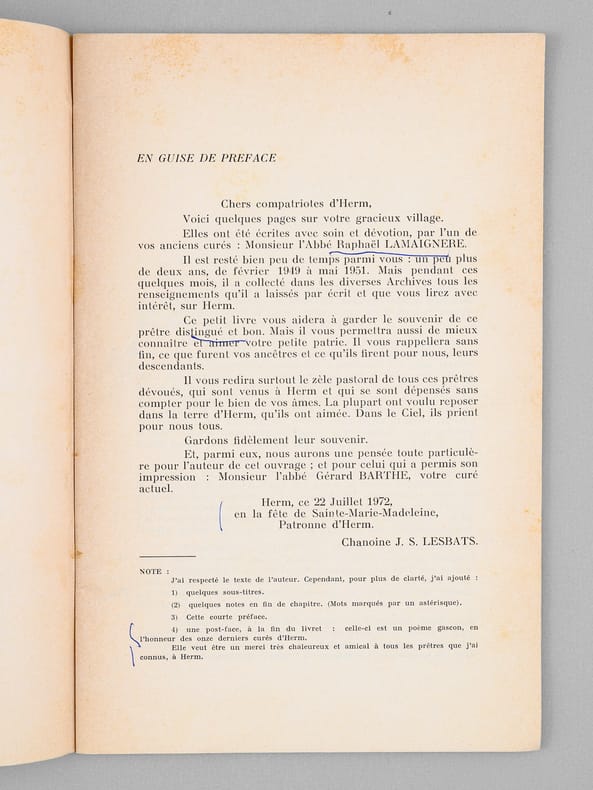 EN GUISE DE PREFACE
Chers compatriotes d'Herm,
Voici quelques pages sur votre gracieux village.
Elles ont été écrites avec soin et dévotion, par l'un de
vos anciens curés : Monsieur l'Abbé Raphaël LAMAIGNERE.
Il est resté bien peu de temps parmi vous : un peu plus
de deux ans, de février 1949 à mai 1951. Mais pendant ces
quelques mois, il a collecté dans les diverses Archives tous les
renseignements qu'il a laissés par écrit et que vous lirez avec
intérêt, sur Herm.
Ce petit livre vous aidera à garder le souvenir de ce
prêtre distingué et bon. Mais il vous permettra aussi de mieux
connaître et aimer votre petite patrie. Il vous rappellera sans
fin, ce que furent vos ancêtres et ce qu'ils firent pour nous, leurs
descendants.
Il vous redira surtout le zèle pastoral de tous ces prêtres
dévoués, qui sont venus à Herm et qui se sont dépensés sans
compter pour le bien de vos âmes. La plupart ont voulu reposer
dans la terre d'Herm, qu'ils ont aimée. Dans le Ciel, ils prient
pour nous tous.
Gardons fidèlement leur souvenir.
Et, parmi eux, nous aurons une pensée toute particulè-
re pour l'auteur de cet ouvrage ; et pour celui qui a permis son
impression : Monsieur l'abbé Gérard BARTHE, votre curé
actuel.
Herm, ce 22 Juillet 1972,
en la fête de Sainte-Marie-Madeleine,
Patronne d'Herm.
Chanoine J. S. LESBATS.
NOTE :
J'ai respecté le texte de l'auteur. Cependant, pour plus de clarté, j'ai ajouté :
1) quelques sous-titres.
(2) quelques notes en fin de chapitre. (Mots marqués par un astérisque).
3) Cette courte préface.
4) une post-face, à la fin du livret : celle-ci est un poème gascon, en
l'honneur des onze derniers curés d'Herm.
Elle veut être un merci très chaleureux et amical à tous les prêtres que j'ai
connus, à Herm.